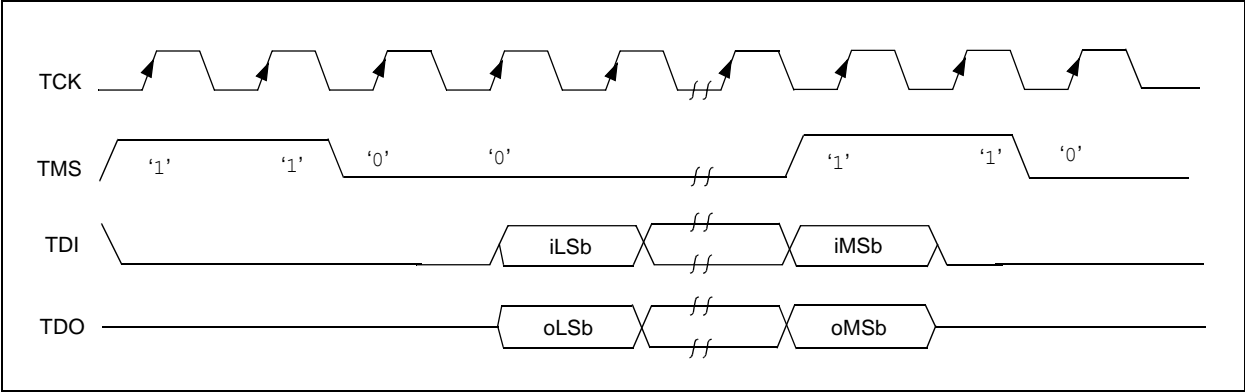 TCK
TMS ‘1’ ‘1’ ‘0’ ‘0’ ‘1’ ‘1’ ‘0’
TDI iLSb iMSb
TDO oLSb oMSb